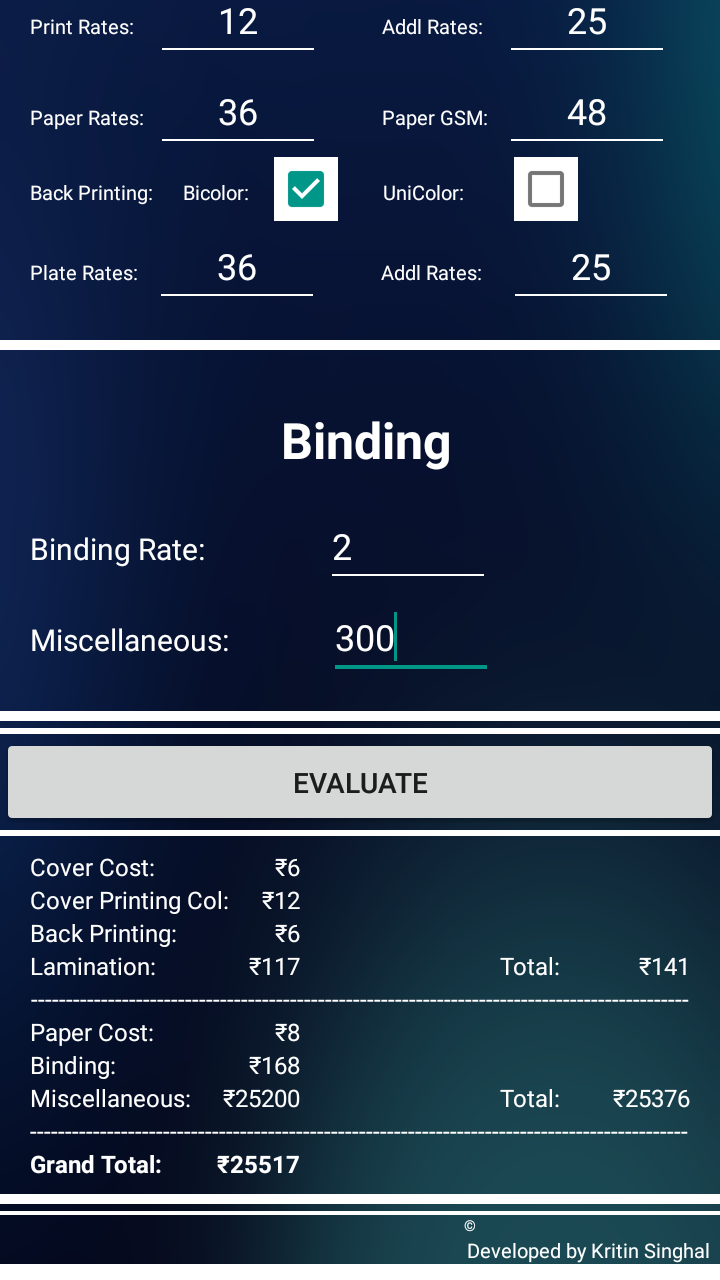 Print Rates: 12 Addl Rates: 25
Paper Rates: 36 Paper GSM: 48
Back Printing: Bicolor: UniColor:
Plate Rates: 36 Addl Rates: 25
Binding
Binding Rate: 2
Miscellaneous: 300
EVALUATE
Cover Cost: ₹6
Cover Printing Col: ₹12
Back Printing: ₹6
Lamination: ₹117 Total: ₹141
Paper Cost: ₹8
Binding: ₹168
Miscellaneous: ₹25200 Total: ₹25376
Grand Total: ₹25517
©
Developed by Kritin Singhal